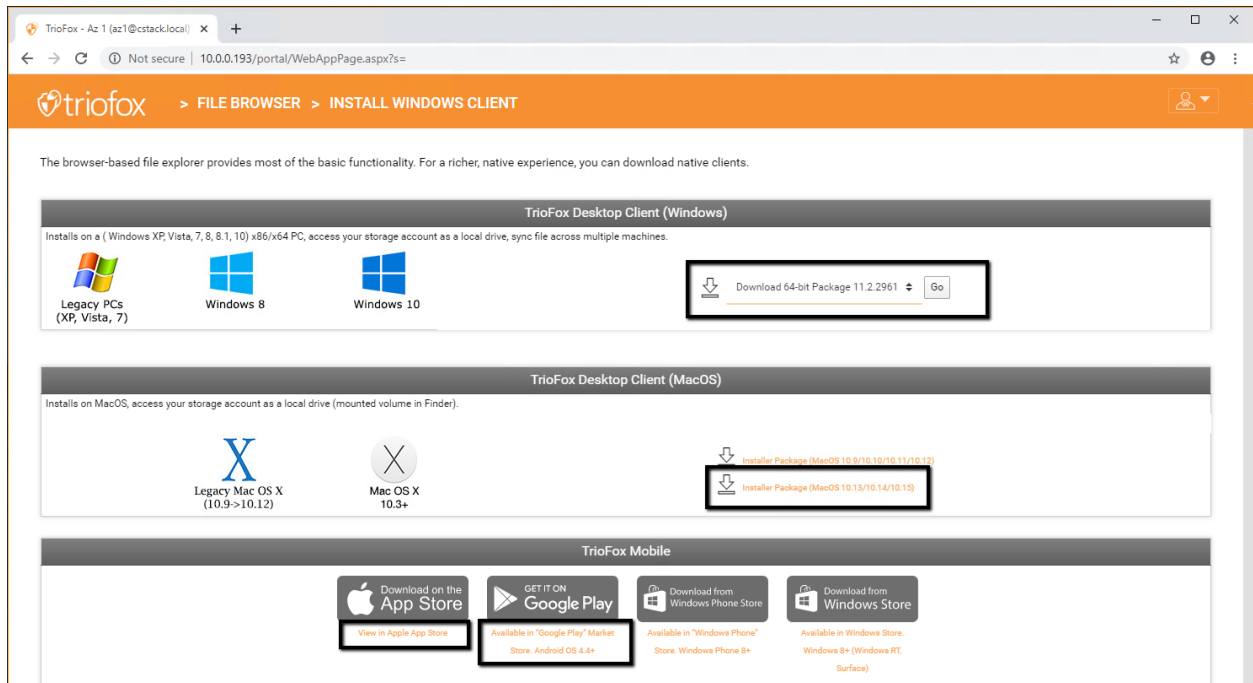 TrioFox - Az 1 (az1@cstack.local)
Not secure | 10.0.0.193/portal/WebAppPage.aspx?s=
triofox > FILE BROWSER > INSTALL WINDOWS CLIENT
The browser-based file explorer provides most of the basic functionality. For a richer, native experience, you can download native clients.
TrioFox Desktop Client (Windows)
Installs on a ( Windows XP, Vista, 7, 8, 8.1, 10) x86/x64 PC, access your storage account as a local drive, sync file across multiple machines.
Legacy PCs
(XP, Vista, 7)
Windows 8
Windows 10
Download 64-bit Package 11.2.2961
Go
TrioFox Desktop Client (MacOS)
Installs on MacOS, access your storage account as a local drive (mounted volume in Finder).
Legacy Mac OS X
(10.9->10.12)
Mac OS X
10.3+
Installer Package (MacOS 10.9/10.10/10.11/10.12)
Installer Package (MacOS 10.13/10.14/10.15)
TrioFox Mobile
Download on the
App Store
View in Apple App Store
GET IT ON
Google Play
Available in "Google Play" Market
Store. Android OS 4.4+
Download from
Windows Phone Store
Available in "Windows Phone"
Store. Windows Phone 8+
Download from
Windows Store
Available in Windows Store.
Windows 8+ (Windows RT,
Surface)